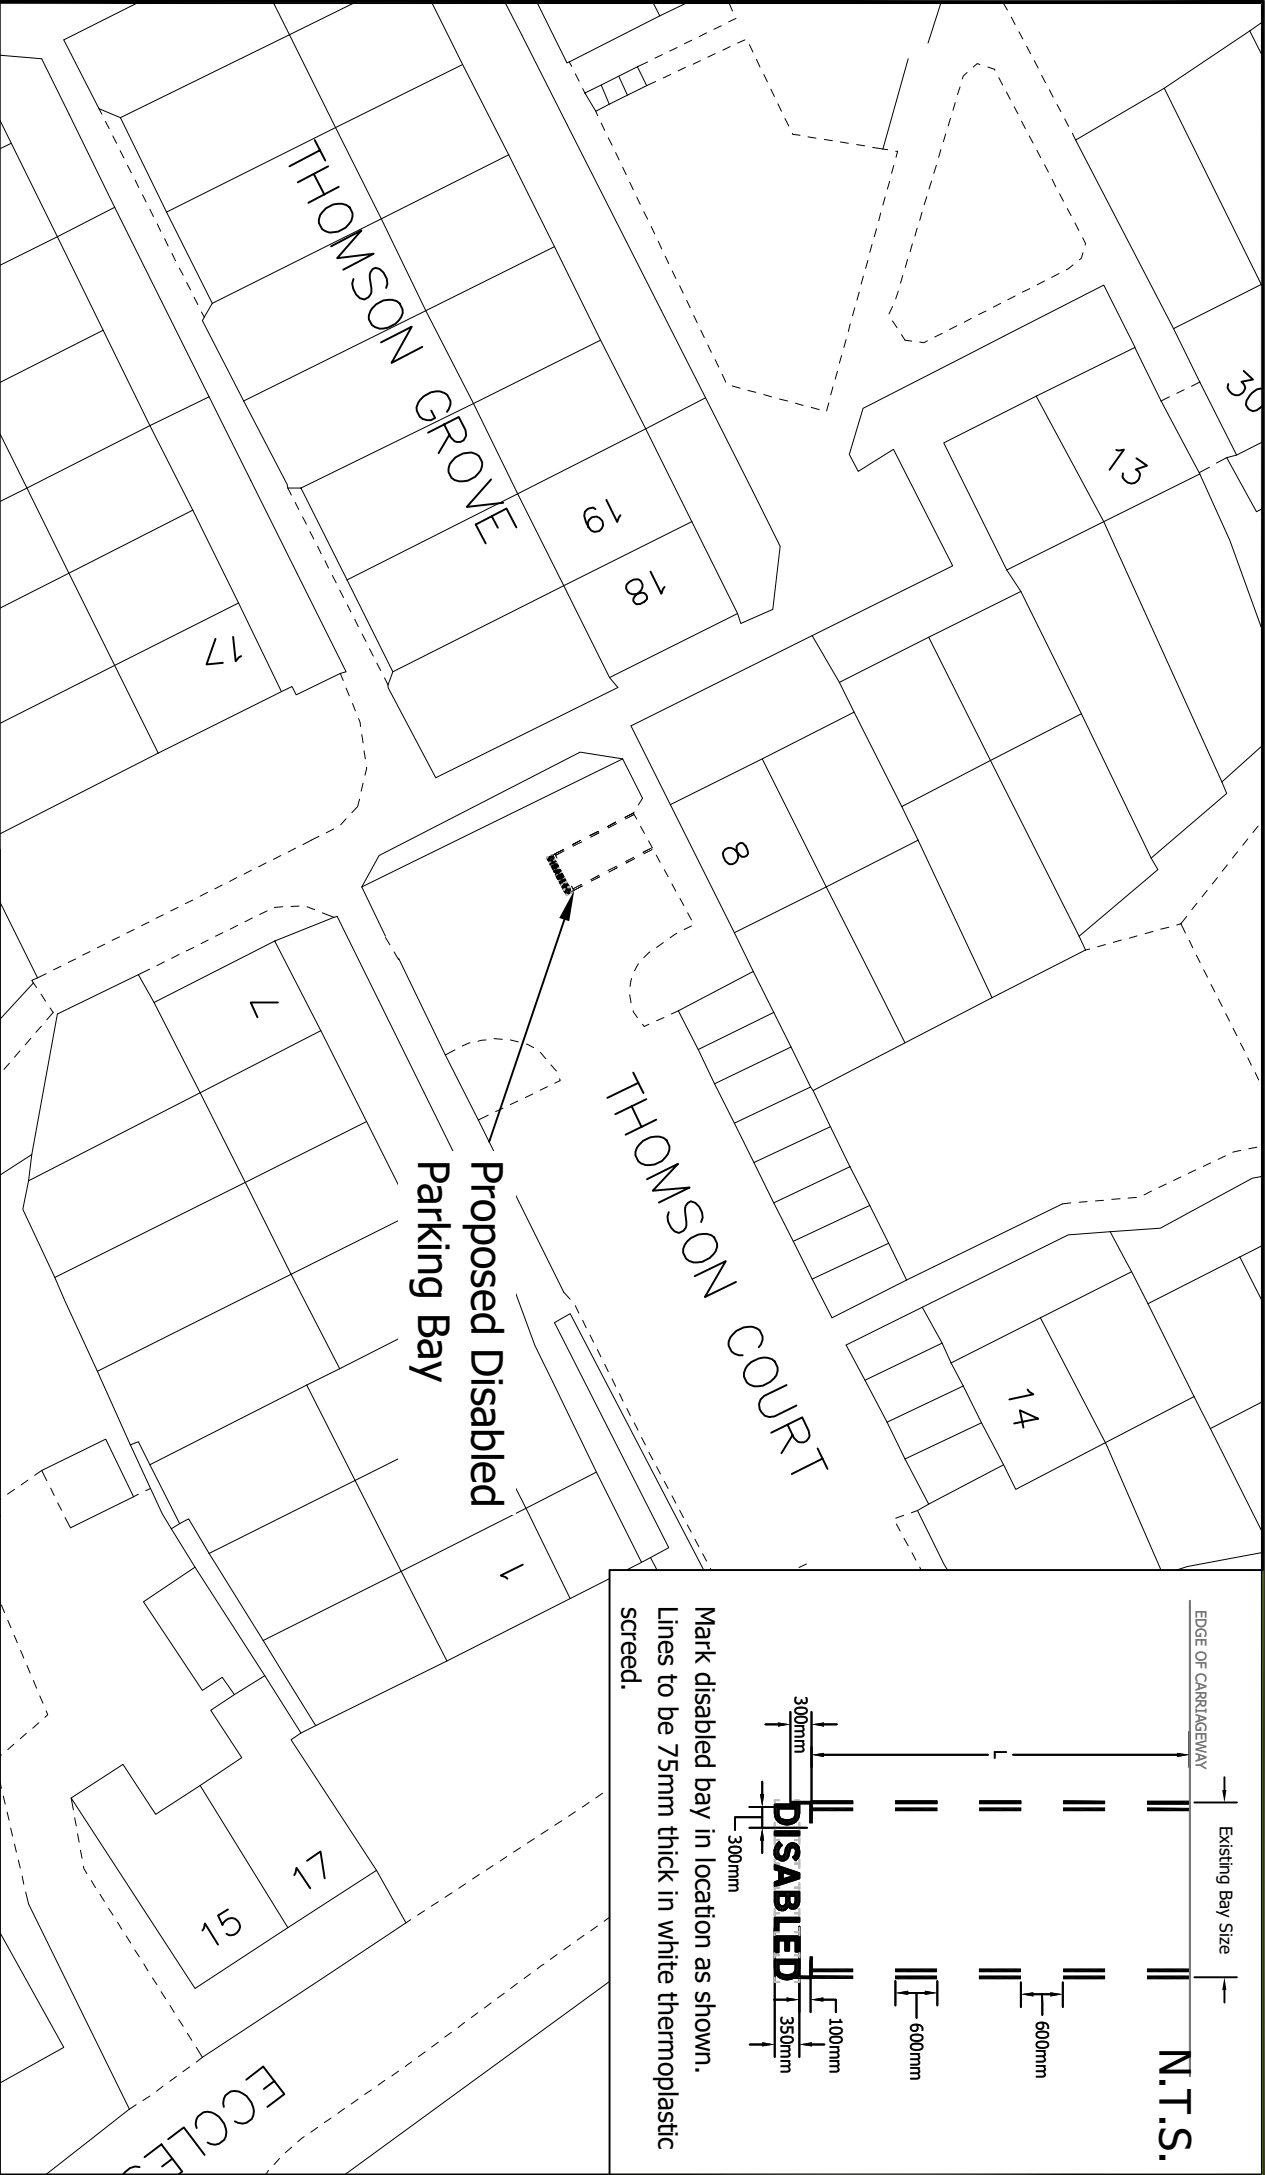 THOMSON GROVE
THOMSON COURT
ECCLES
30
13
19
18
17
8
7
14
1
17
15
Proposed Disabled
Parking Bay
N.T.S.
EDGE OF CARRIAGEWAY
Existing Bay Size
L
600mm
600mm
100mm
350mm
300mm
300mm
DISABLED
Mark disabled bay in location as shown.
Lines to be 75mm thick in white thermoplastic
screed.